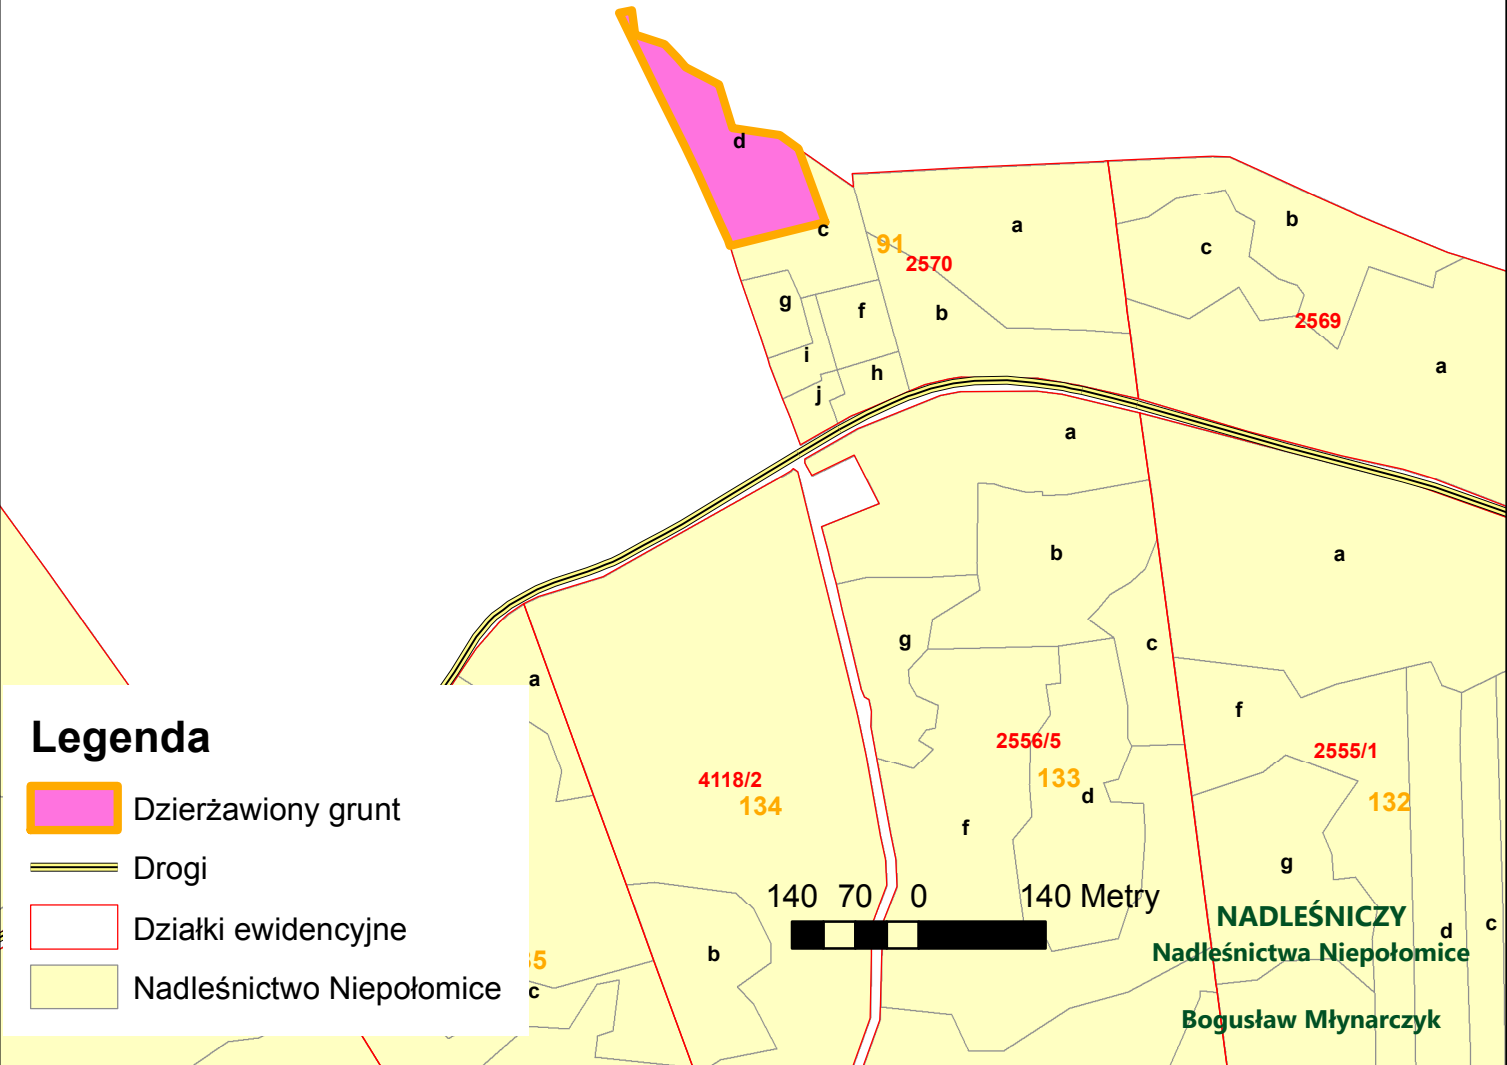 d
c
91
2570
a
b
c
b
2569
a
g
f
i
h
j
a
b
a
g
c
a
f
2556/5
133
d
2555/1
132
4118/2
134
f
g
b
5
c
d
c
Legenda
Dzierżawiony grunt
Drogi
Działki ewidencyjne
Nadleśnictwo Niepołomice
140 70 0 140 Metry
NADLEŚNICZY
Nadleśnictwa Niepołomice
Bogusław Młynarczyk